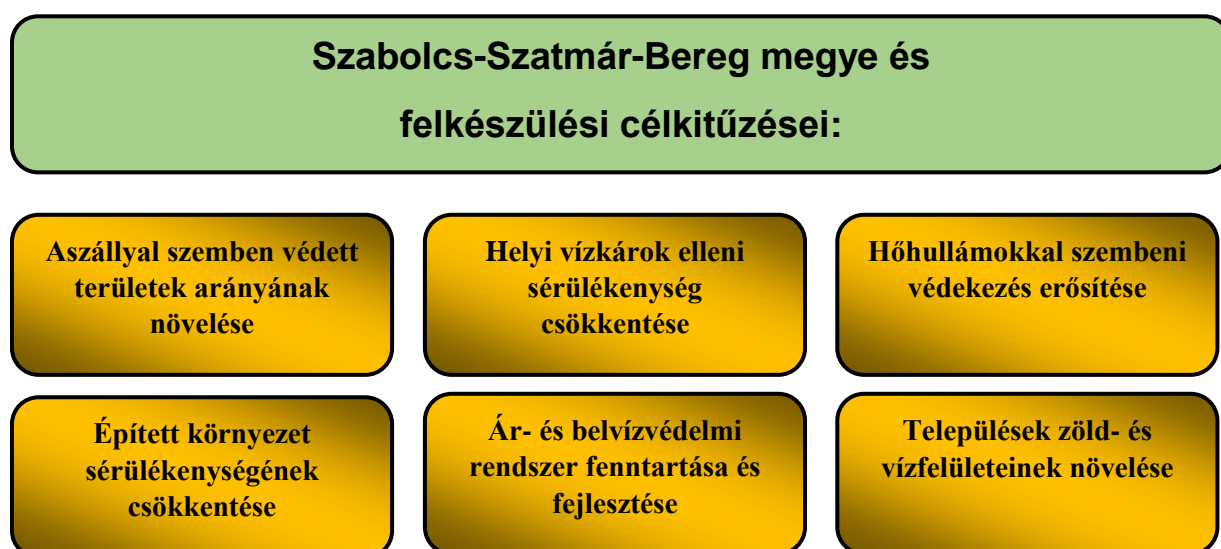 Szabolcs-Szatmár-Bereg megye és
felkészülési célkitűzései:
Aszállyal szemben védett
területek arányának
növelése
Helyi vízkárok elleni
sérülékenység
csökkentése
Hőhullámokkal szembeni
védekezés erősítése
Épített környezet
sérülékenységének
csökkentése
Ár- és belvízvédelmi
rendszer fenntartása és
fejlesztése
Települések zöld- és
vízfelületeinek növelése